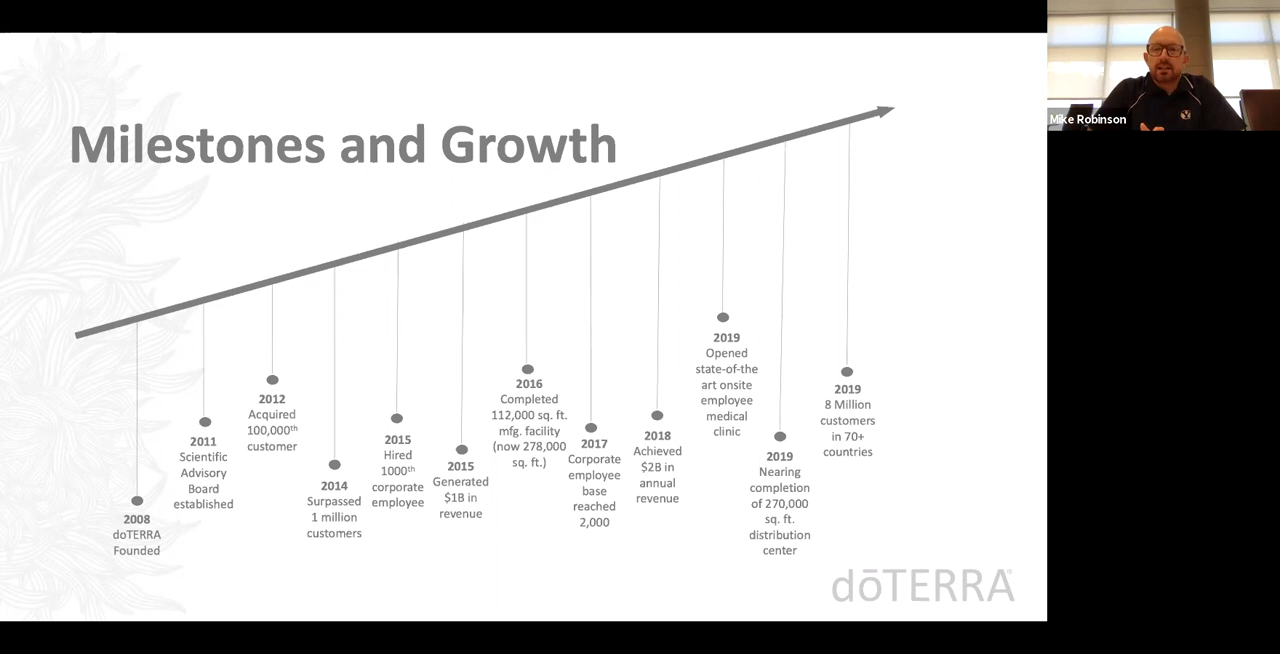 Milestones and Growth
Mike Robinson
2008
doTERRA
Founded
2011
Scientific
Advisory
Board
established
2012
Acquired
100,000th
customer
2014
Surpassed
1 million
customers
2015
Hired
1000th
corporate
employee
2015
Generated
$1B in
revenue
2016
Completed
112,000 sq. ft.
mfg. facility
(now 278,000
sq. ft.)
2017
Corporate
employee
base
reached
2,000
2018
Achieved
$2B in
annual
revenue
2019
Opened
state-of-the
art onsite
employee
medical
clinic
2019
Nearing
completion
of 270,000
sq. ft.
distribution
center
2019
8 Million
customers
in 70+
countries
dōTERRA®